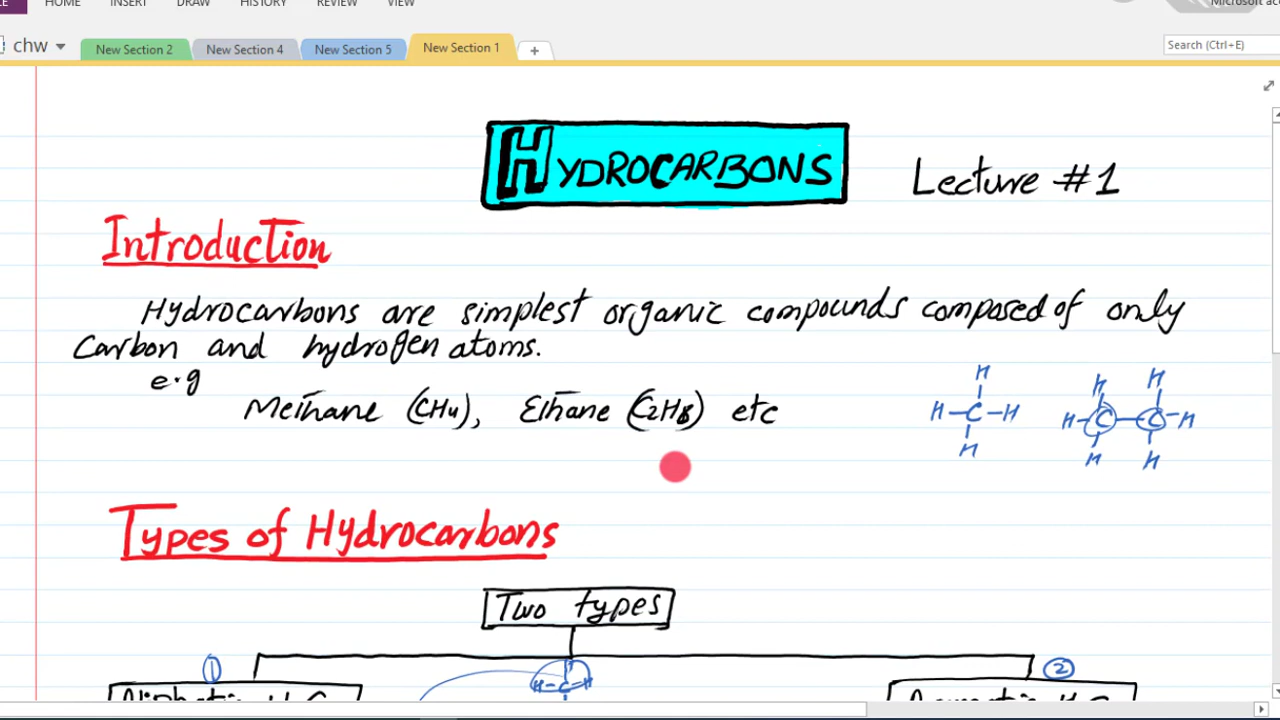 HOME INSERT DRAW HISTORY REVIEW VIEW
chw New Section 2 New Section 4 New Section 5 New Section 1 + Search (Ctrl+E)
HYDROCARBONS
Lecture #1
Introduction
Hydrocarbons are simplest organic compounds composed of only
Carbon and hydrogen atoms.
e.g
Methane (CH4), Ethane (C2H6) etc
H H H
H-C-H H-C-C-H
H H H
Types of Hydrocarbons
Two types
1 2
H-C-H